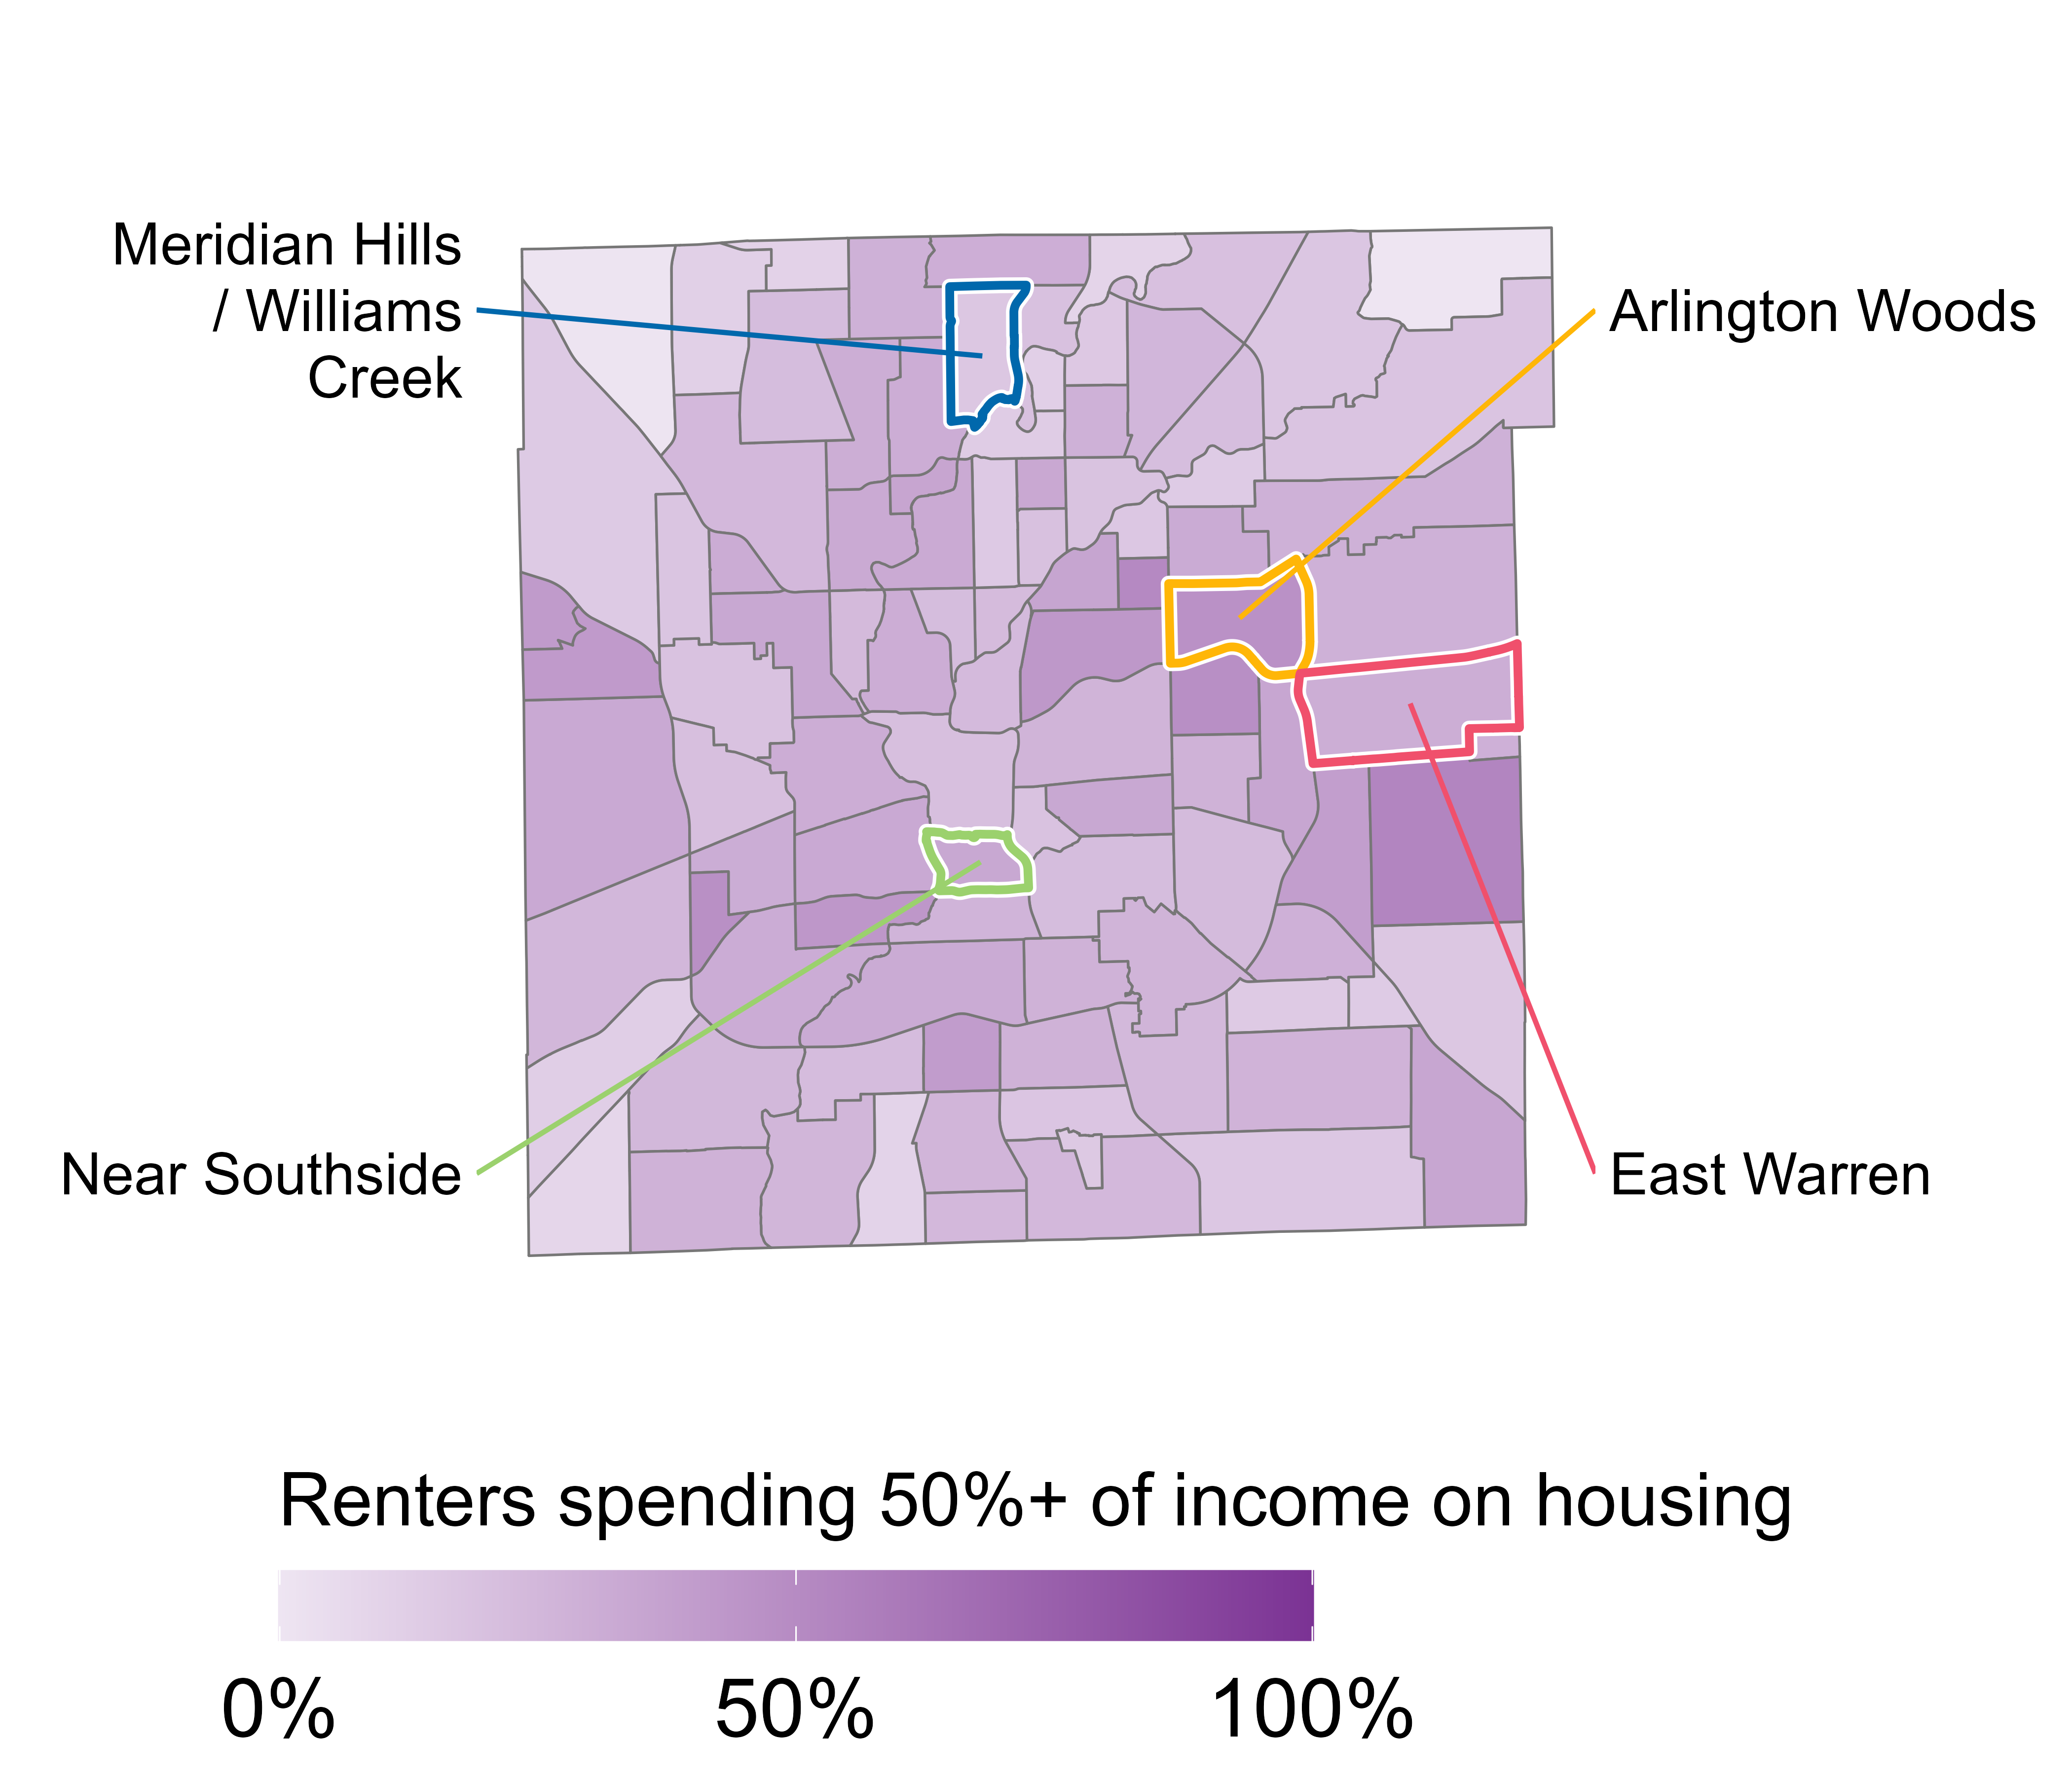 Meridian Hills
/ Williams
Creek
Arlington Woods
Near Southside
East Warren
Renters spending 50%+ of income on housing
0%
50%
100%